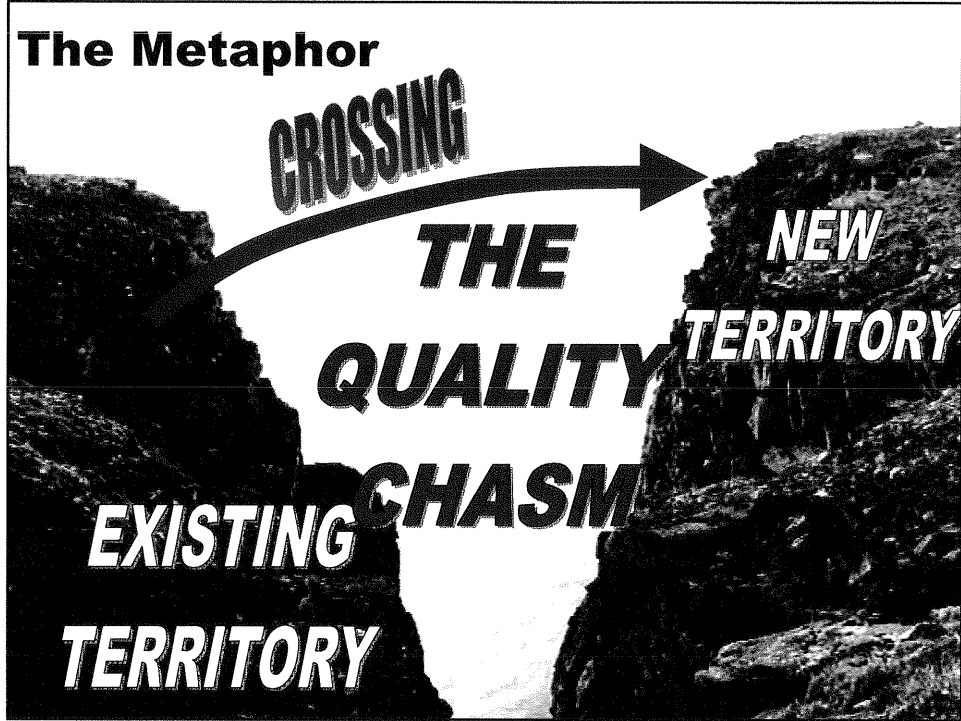 The Metaphor
CROSSING
THE
QUALITY
CHASM
NEW
TERRITORY
EXISTING
TERRITORY